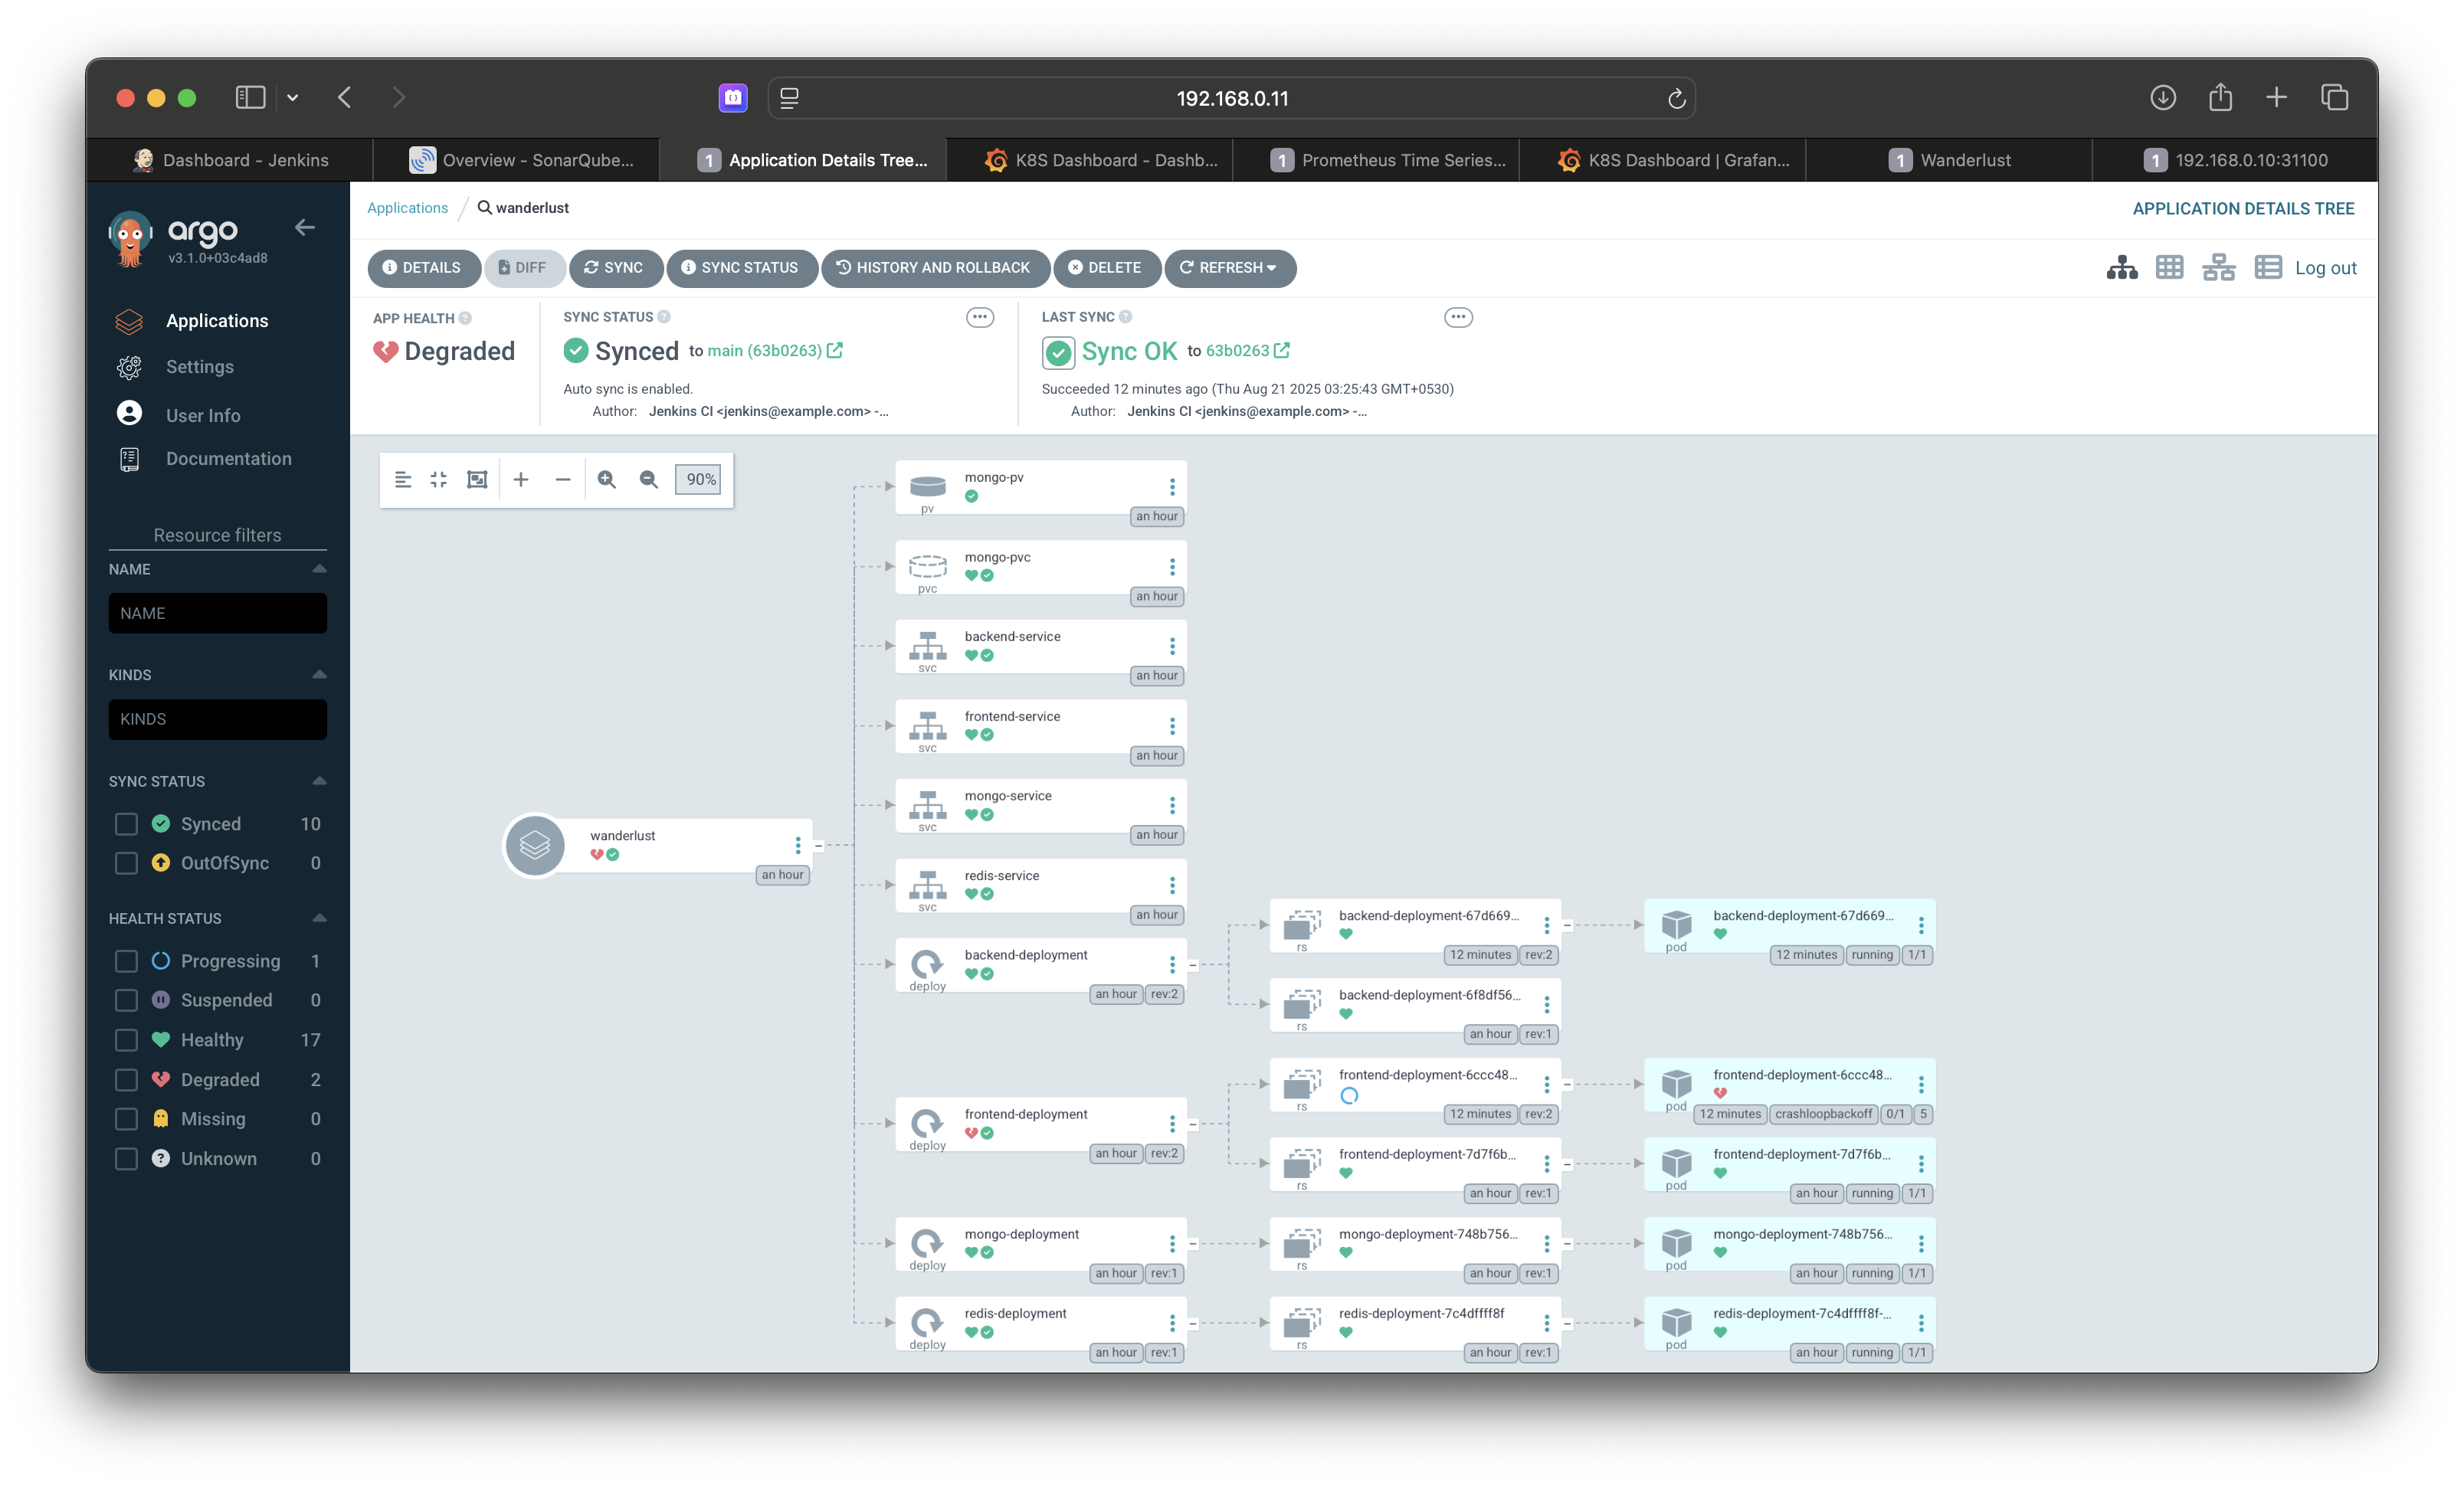 192.168.0.11
Dashboard - Jenkins
Overview - SonarQube...
1 Application Details Tree...
K8S Dashboard - Dashb...
1 Prometheus Time Series...
K8S Dashboard | Grafan...
1 Wanderlust
1 192.168.0.10:31100
argo
v3.1.0+03c4ad8
Applications
Settings
User Info
Documentation
Resource filters
NAME
NAME
KINDS
KINDS
SYNC STATUS
Synced 10
OutOfSync 0
HEALTH STATUS
Progressing 1
Suspended 0
Healthy 17
Degraded 2
Missing 0
Unknown 0
Applications / wanderlust
APPLICATION DETAILS TREE
DETAILS DIFF SYNC SYNC STATUS HISTORY AND ROLLBACK DELETE REFRESH
Log out
APP HEALTH
Degraded
SYNC STATUS
Synced to main (63b0263)
Auto sync is enabled.
Author: Jenkins CI <jenkins@example.com> -...
LAST SYNC
Sync OK to 63b0263
Succeeded 12 minutes ago (Thu Aug 21 2025 03:25:43 GMT+0530)
Author: Jenkins CI <jenkins@example.com> -...
90%
wanderlust
an hour
mongo-pv
pv
an hour
mongo-pvc
pvc
an hour
backend-service
svc
an hour
frontend-service
svc
an hour
mongo-service
svc
an hour
redis-service
svc
an hour
backend-deployment
deploy
an hour rev:2
backend-deployment-67d669...
rs
12 minutes rev:2
backend-deployment-67d669...
pod
12 minutes running 1/1
backend-deployment-6f8df56...
rs
an hour rev:1
frontend-deployment
deploy
an hour rev:2
frontend-deployment-6ccc48...
rs
12 minutes rev:2
frontend-deployment-6ccc48...
pod
12 minutes crashloopbackoff 0/1 5
frontend-deployment-7d7f6b...
rs
an hour rev:1
frontend-deployment-7d7f6b...
pod
an hour running 1/1
mongo-deployment
deploy
an hour rev:1
mongo-deployment-748b756...
rs
an hour rev:1
mongo-deployment-748b756...
pod
an hour running 1/1
redis-deployment
deploy
an hour rev:1
redis-deployment-7c4dffff8f
rs
an hour rev:1
redis-deployment-7c4dffff8f-...
pod
an hour running 1/1